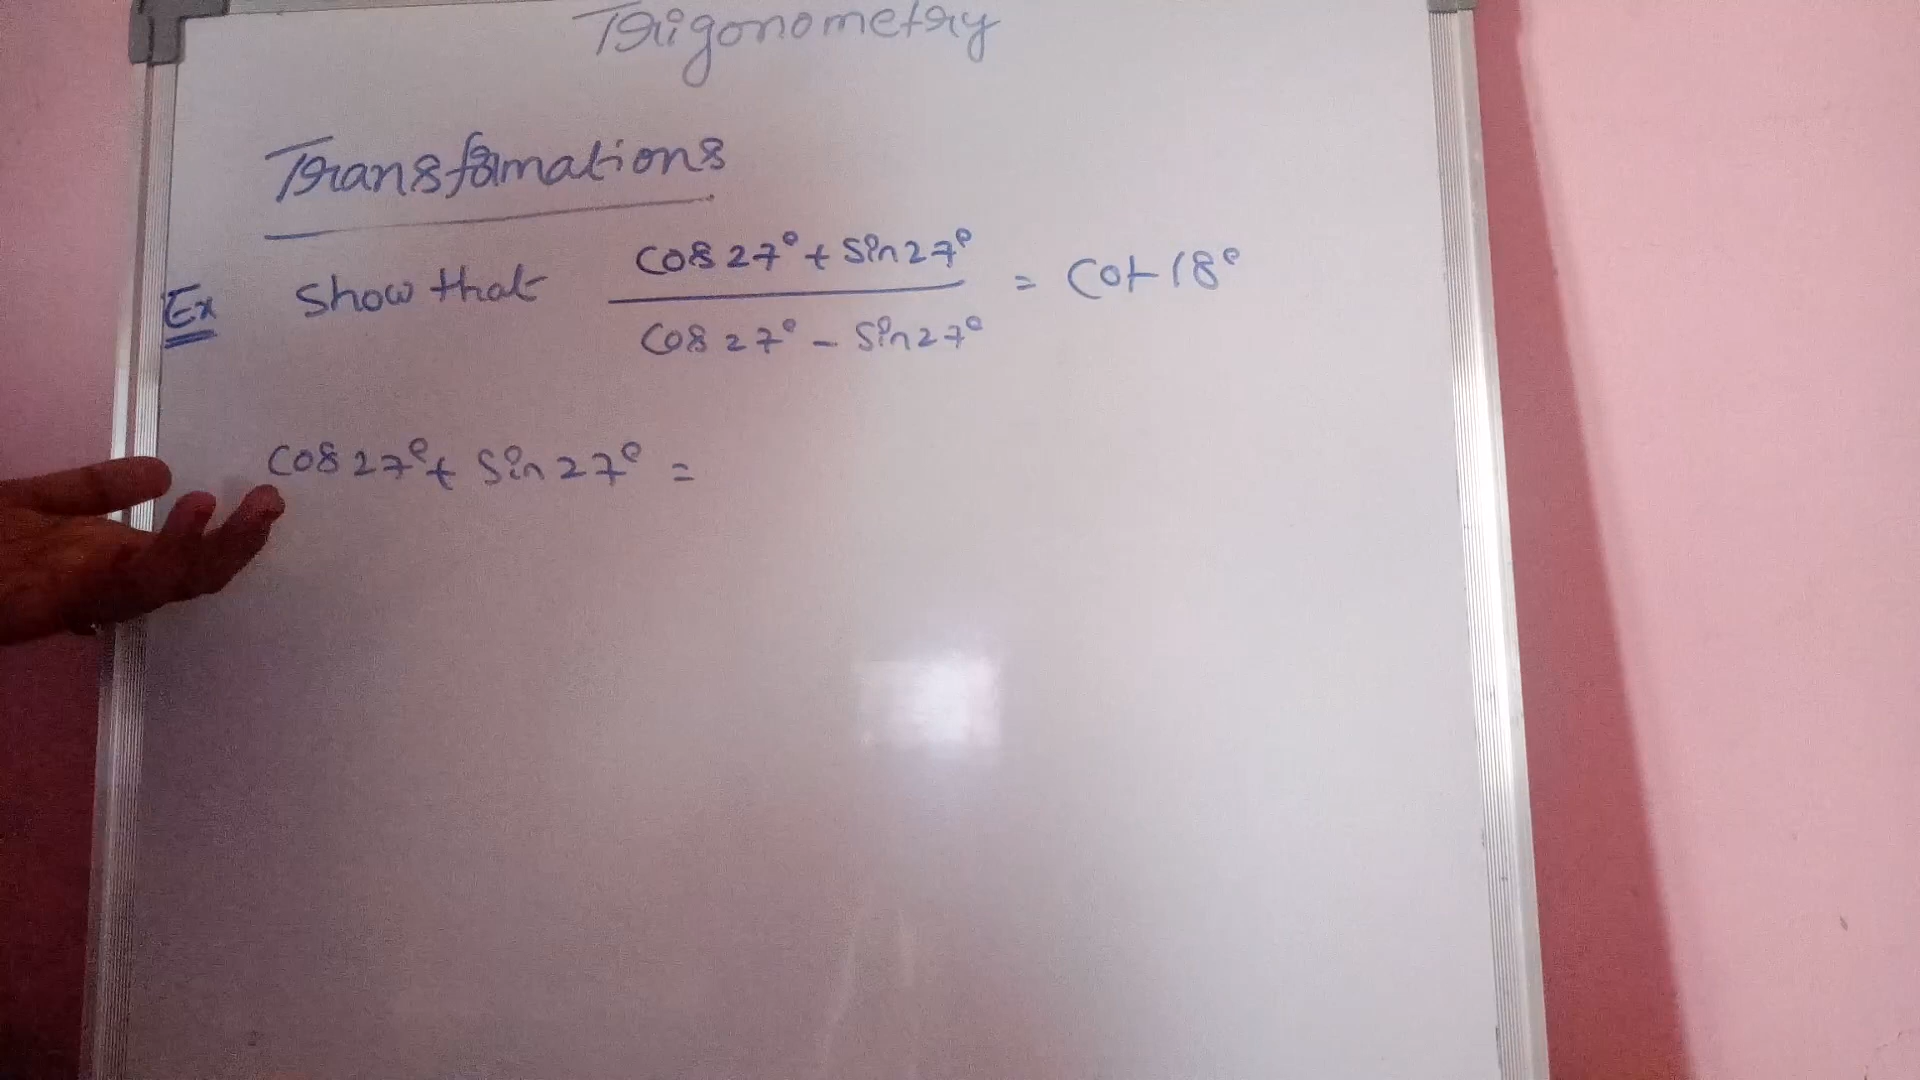 Trigonometry
Transformations
Ex Show that (cos 27° + sin 27°) / (cos 27° - sin 27°) = cot 18°
cos 27° + sin 27° =